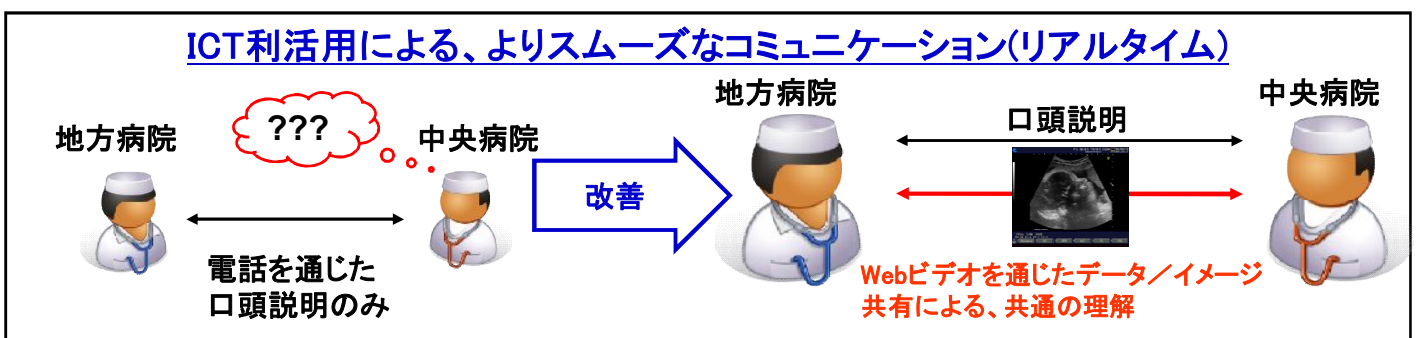 ICT利活用による、よりスムーズなコミュニケーション(リアルタイム)
地方病院
???
中央病院
電話を通じた
口頭説明のみ
改善
地方病院
中央病院
口頭説明
Webビデオを通じたデータ／イメージ
共有による、共通の理解